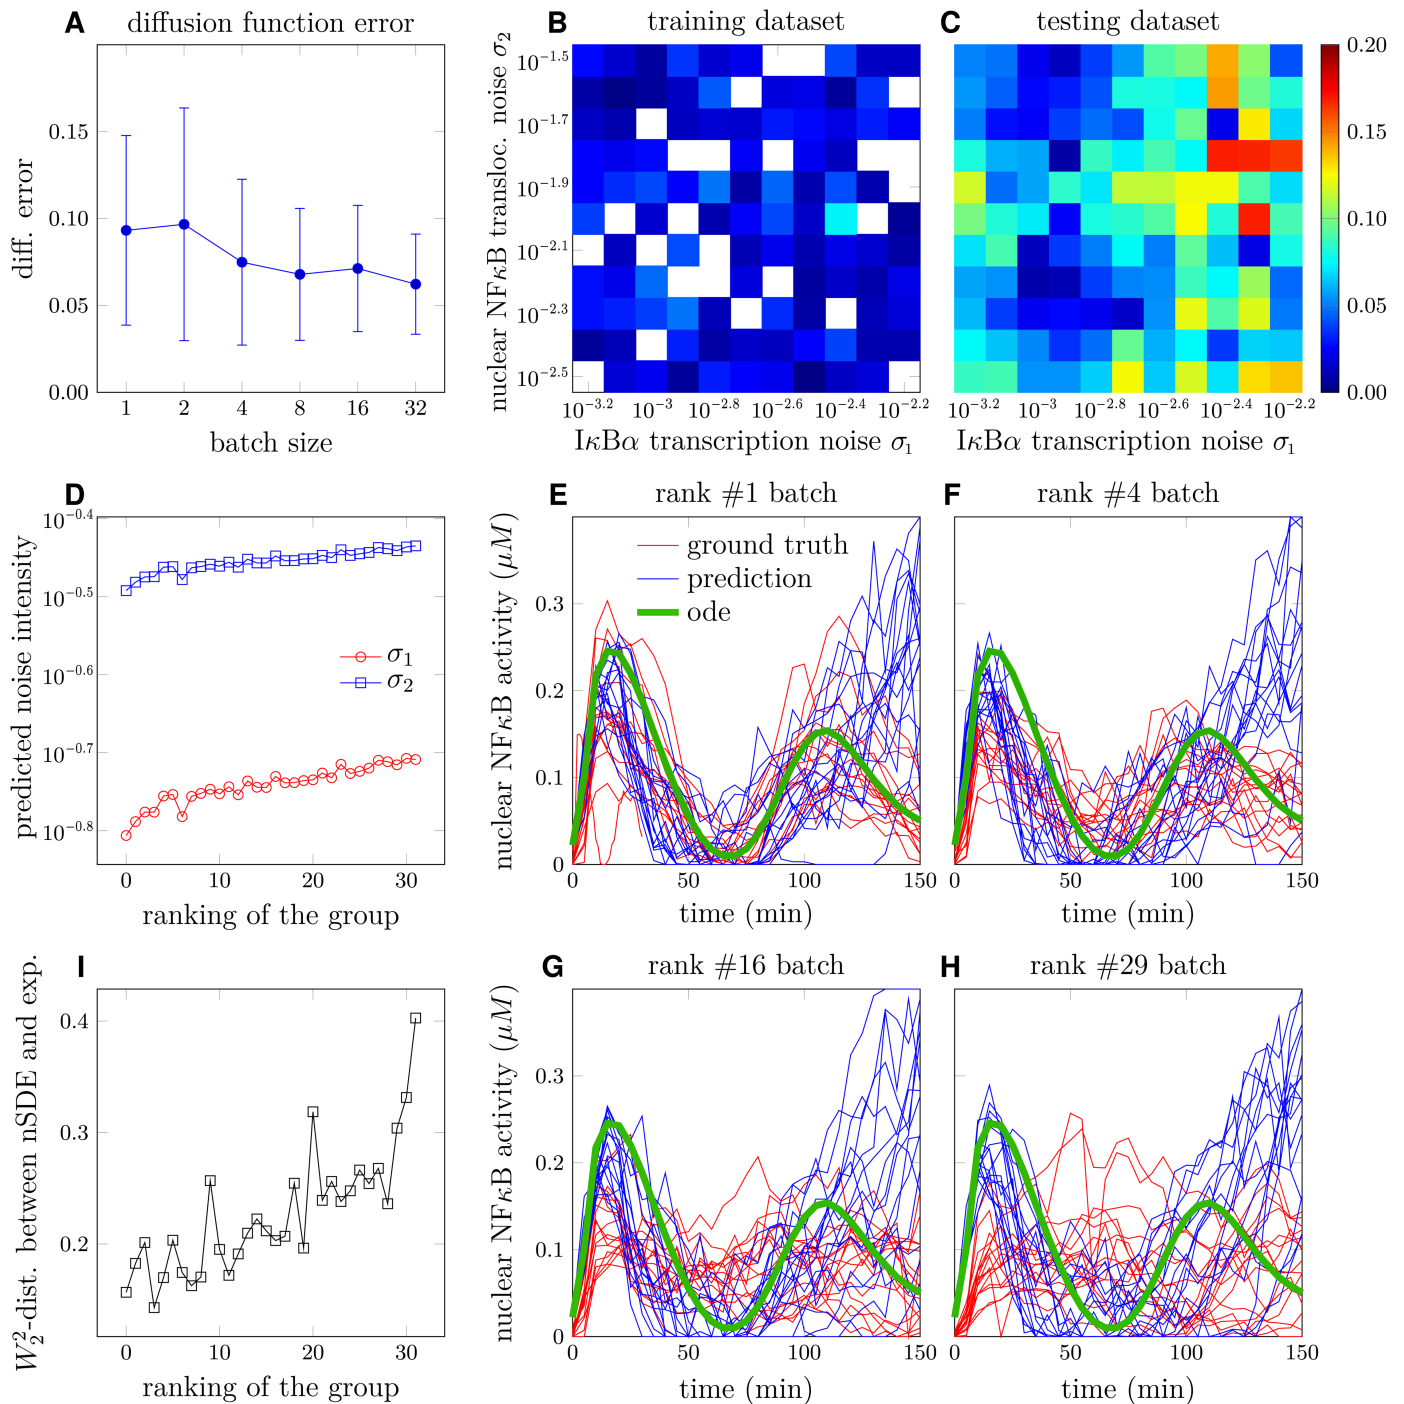 A diffusion function error
diff. error
0.15
0.10
0.05
0.00
1 2 4 8 16 32
batch size
B training dataset
nuclear NFκB transloc. noise σ₂
10^−1.5
10^−1.7
10^−1.9
10^−2.1
10^−2.3
10^−2.5
10^−3.2 10^−3 10^−2.8 10^−2.6 10^−2.4 10^−2.2
IκBα transcription noise σ₁
C testing dataset
10^−3.2 10^−3 10^−2.8 10^−2.6 10^−2.4 10^−2.2
IκBα transcription noise σ₁
0.20
0.15
0.10
0.05
0.00
D
predicted noise intensity
10^−0.4
10^−0.5
10^−0.6
10^−0.7
10^−0.8
σ₁
σ₂
0 10 20 30
ranking of the group
E rank #1 batch
nuclear NFκB activity (μM)
ground truth
prediction
ode
0.3
0.2
0.1
0
0 50 100 150
time (min)
F rank #4 batch
0 50 100 150
time (min)
I
W₂²-dist. between nSDE and exp.
0.4
0.3
0.2
0 10 20 30
ranking of the group
G rank #16 batch
nuclear NFκB activity (μM)
0.3
0.2
0.1
0
0 50 100 150
time (min)
H rank #29 batch
0 50 100 150
time (min)